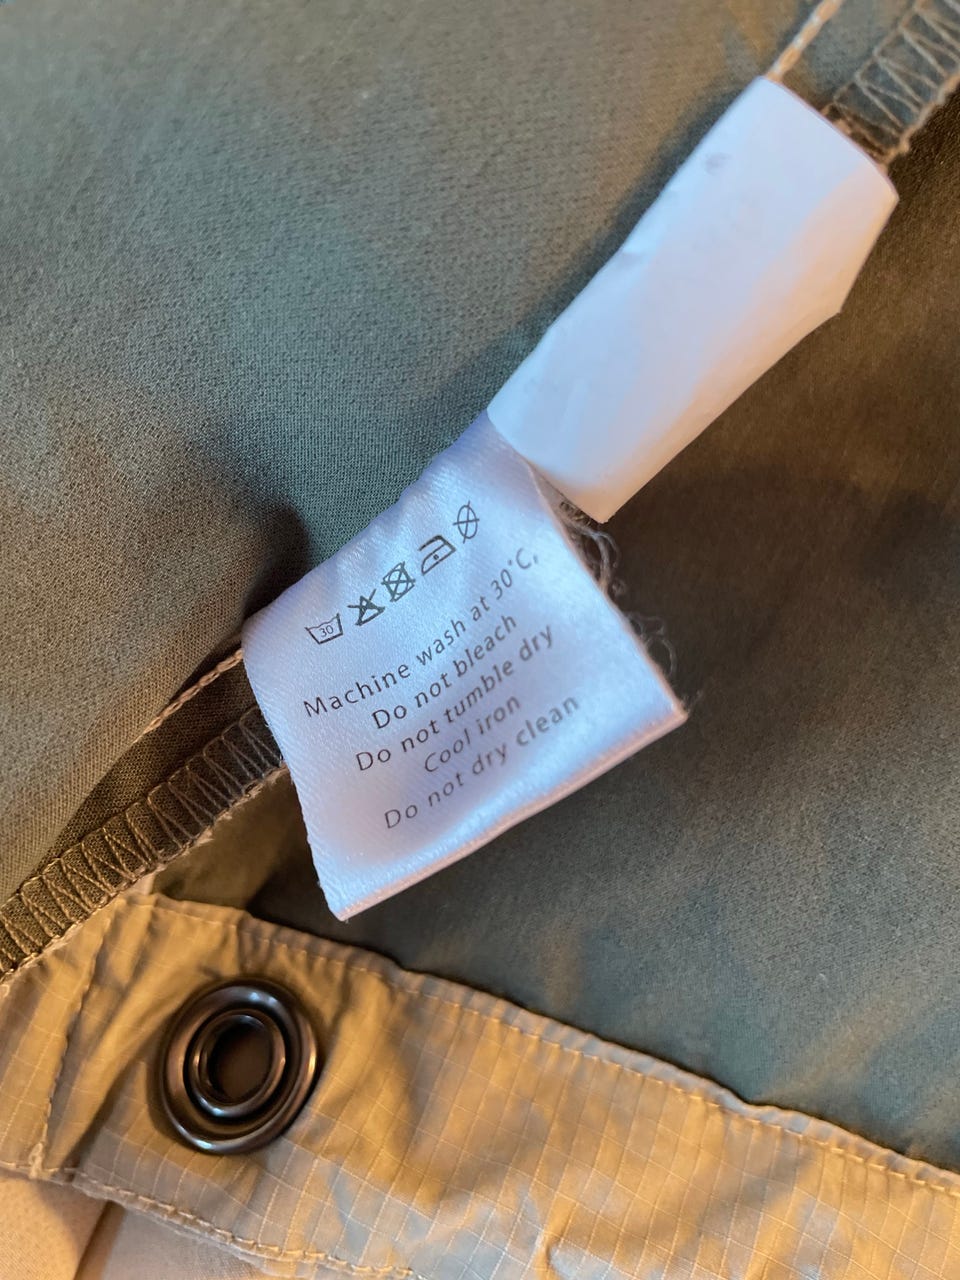 30
Machine wash at 30°C,
Do not bleach
Do not tumble dry
Cool iron
Do not dry clean